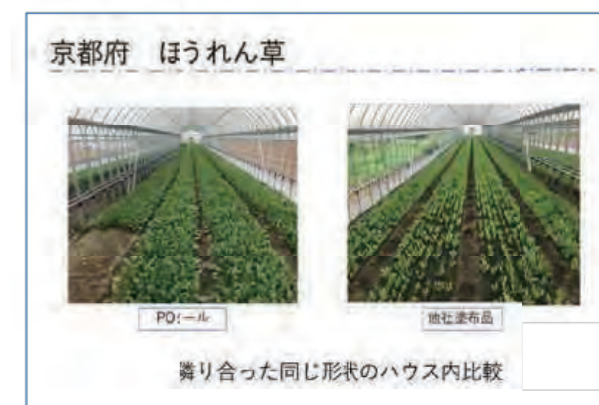 京都府　ほうれん草
他社塗布品
隣り合った同じ形状のハウス内比較